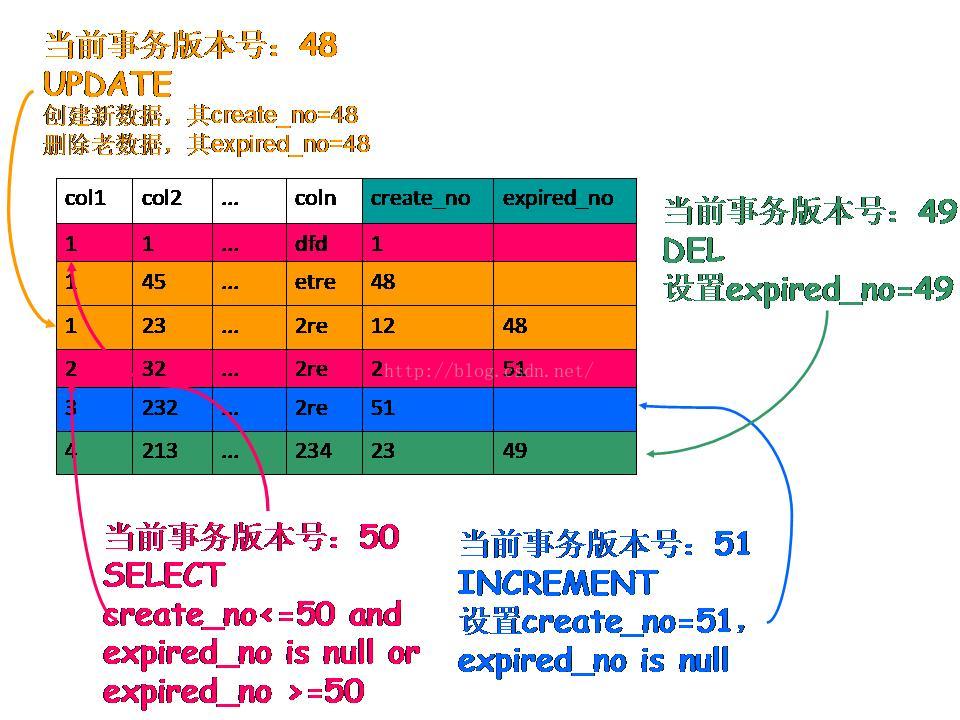 当前事务版本号：48
UPDATE
创建新数据，其create_no=48
删除老数据，其expired_no=48
col1 col2 ... coln create_no expired_no
1 1 ... dfd 1
1 45 ... etre 48
1 23 ... 2re 12 48
2 32 ... 2re 2 51
http://blog.csdn.net/
3 232 ... 2re 51
4 213 ... 234 23 49
当前事务版本号：49
DEL
设置expired_no=49
当前事务版本号：50
SELECT
create_no<=50 and
expired_no is null or
expired_no >=50
当前事务版本号：51
INCREMENT
设置create_no=51，
expired_no is null